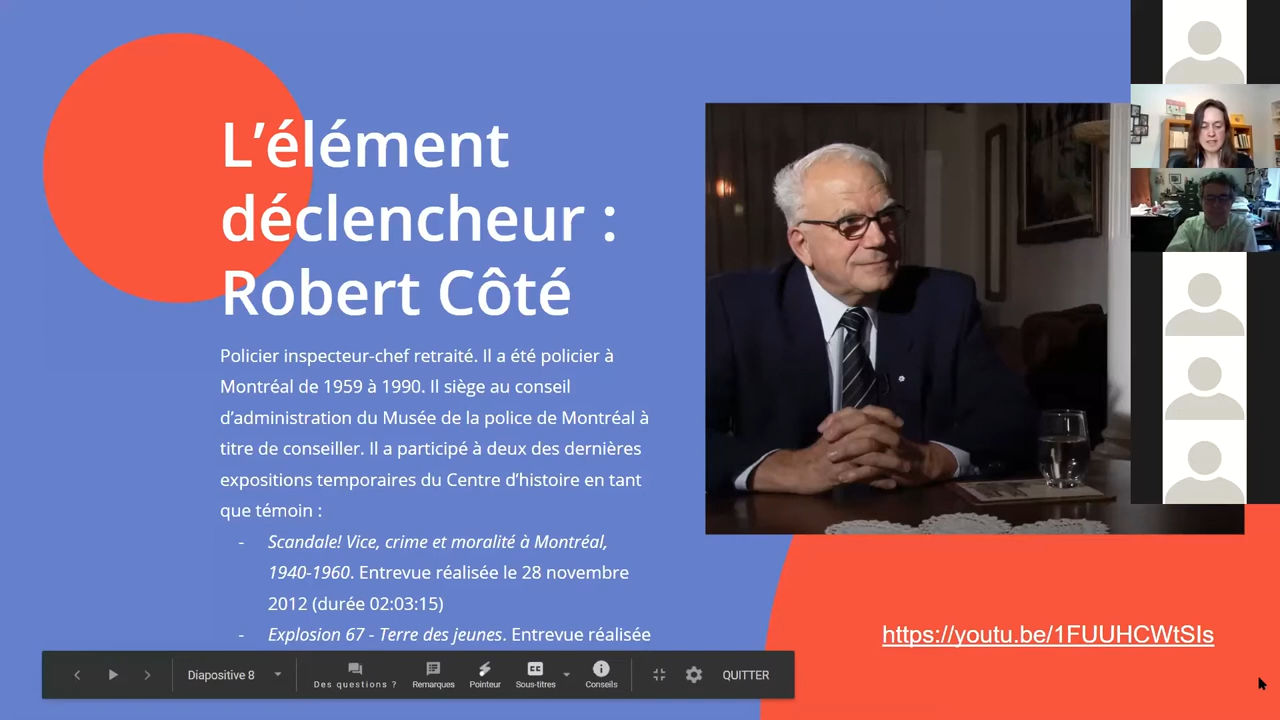 L’élément
déclencheur :
Robert Côté
Policier inspecteur-chef retraité. Il a été policier à
Montréal de 1959 à 1990. Il siège au conseil
d’administration du Musée de la police de Montréal à
titre de conseiller. Il a participé à deux des dernières
expositions temporaires du Centre d’histoire en tant
que témoin :
- Scandale! Vice, crime et moralité à Montréal,
1940-1960. Entrevue réalisée le 28 novembre
2012 (durée 02:03:15)
- Explosion 67 - Terre des jeunes. Entrevue réalisée
https://youtu.be/1FUUHCWtSIs
Diapositive 8
Des questions ?
Remarques
Pointeur
Sous-titres
Conseils
QUITTER